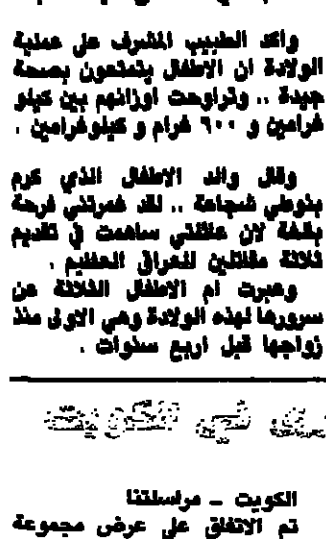 واكد الطبيب المشرف على عملية
الولادة ان الاطفال يتمتعون بصحة
جيدة .. وتراوحت اوزانهم بين كيلو
غرامين و ٦٠٠ غرام و كيلوغرامين .
وقال والد الاطفال الذي كرم
بنوطي شجاعة .. لقد غمرتني فرحة
بالغة لان عائلتي ساهمت في تقديم
ثلاثة مقاتلين للعراق العظيم .
وعبرت ام الاطفال الثلاثة عن
سرورها لهذه الولادة وهي الاولى منذ
زواجها قبل اربع سنوات .
في الكويت
الكويت - مراسلتنا
تم الاتفاق على عرض مجموعة